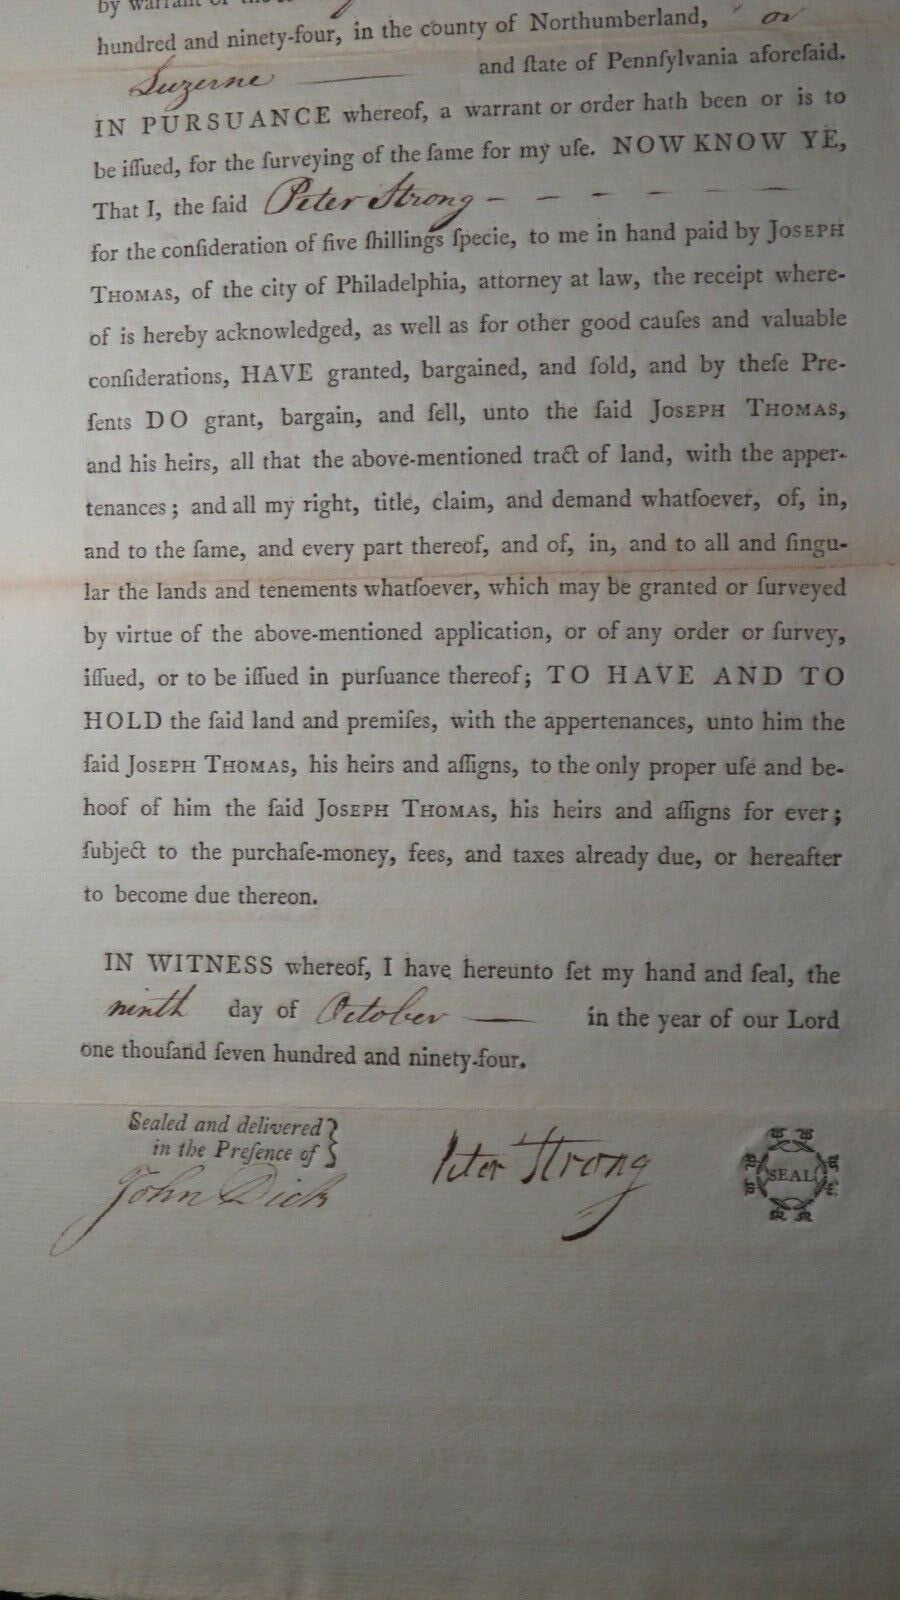 by warrant of the
hundred and ninety-four, in the county of Northumberland, or
Luzerne and ſtate of Pennſylvania aforeſaid.
IN PURSUANCE whereof, a warrant or order hath been or is to
be iſſued, for the ſurveying of the ſame for my uſe. NOW KNOW YE,
That I, the ſaid Peter Strong - - - - - —
for the conſideration of five ſhillings ſpecie, to me in hand paid by JOSEPH
THOMAS, of the city of Philadelphia, attorney at law, the receipt where-
of is hereby acknowledged, as well as for other good cauſes and valuable
conſiderations, HAVE granted, bargained, and ſold, and by theſe Pre-
ſents DO grant, bargain, and ſell, unto the ſaid JOSEPH THOMAS,
and his heirs, all that the above-mentioned tract of land, with the apper-
tenances; and all my right, title, claim, and demand whatſoever, of, in,
and to the ſame, and every part thereof, and of, in, and to all and ſingu-
lar the lands and tenements whatſoever, which may be granted or ſurveyed
by virtue of the above-mentioned application, or of any order or ſurvey,
iſſued, or to be iſſued in purſuance thereof; TO HAVE AND TO
HOLD the ſaid land and premiſes, with the appertenances, unto him the
ſaid JOSEPH THOMAS, his heirs and aſſigns, to the only proper uſe and be-
hoof of him the ſaid JOSEPH THOMAS, his heirs and aſſigns for ever;
ſubject to the purchaſe-money, fees, and taxes already due, or hereafter
to become due thereon.
IN WITNESS whereof, I have hereunto ſet my hand and ſeal, the
ninth day of October — in the year of our Lord
one thouſand ſeven hundred and ninety-four.
Sealed and delivered }
in the Preſence of }
John Dick
Peter Strong
SEAL